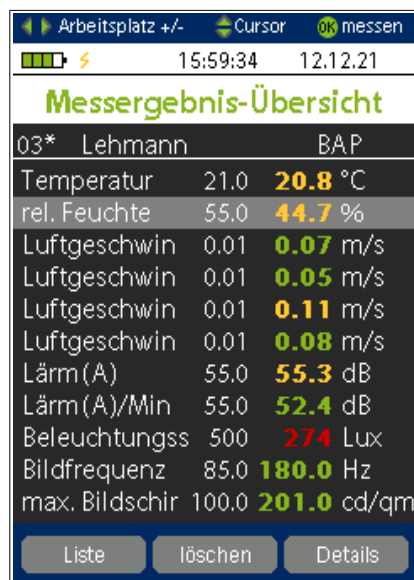 Arbeitsplatz +/- Cursor OK messen
15:59:34 12.12.21
Messergebnis-Übersicht
03* Lehmann BAP
Temperatur 21.0 20.8 °C
rel. Feuchte 55.0 44.7 %
Luftgeschwin 0.01 0.07 m/s
Luftgeschwin 0.01 0.05 m/s
Luftgeschwin 0.01 0.11 m/s
Luftgeschwin 0.01 0.08 m/s
Lärm(A) 55.0 55.3 dB
Lärm(A)/Min 55.0 52.4 dB
Beleuchtungss 500 274 Lux
Bildfrequenz 85.0 180.0 Hz
max. Bildschir 100.0 201.0 cd/qm
Liste löschen Details